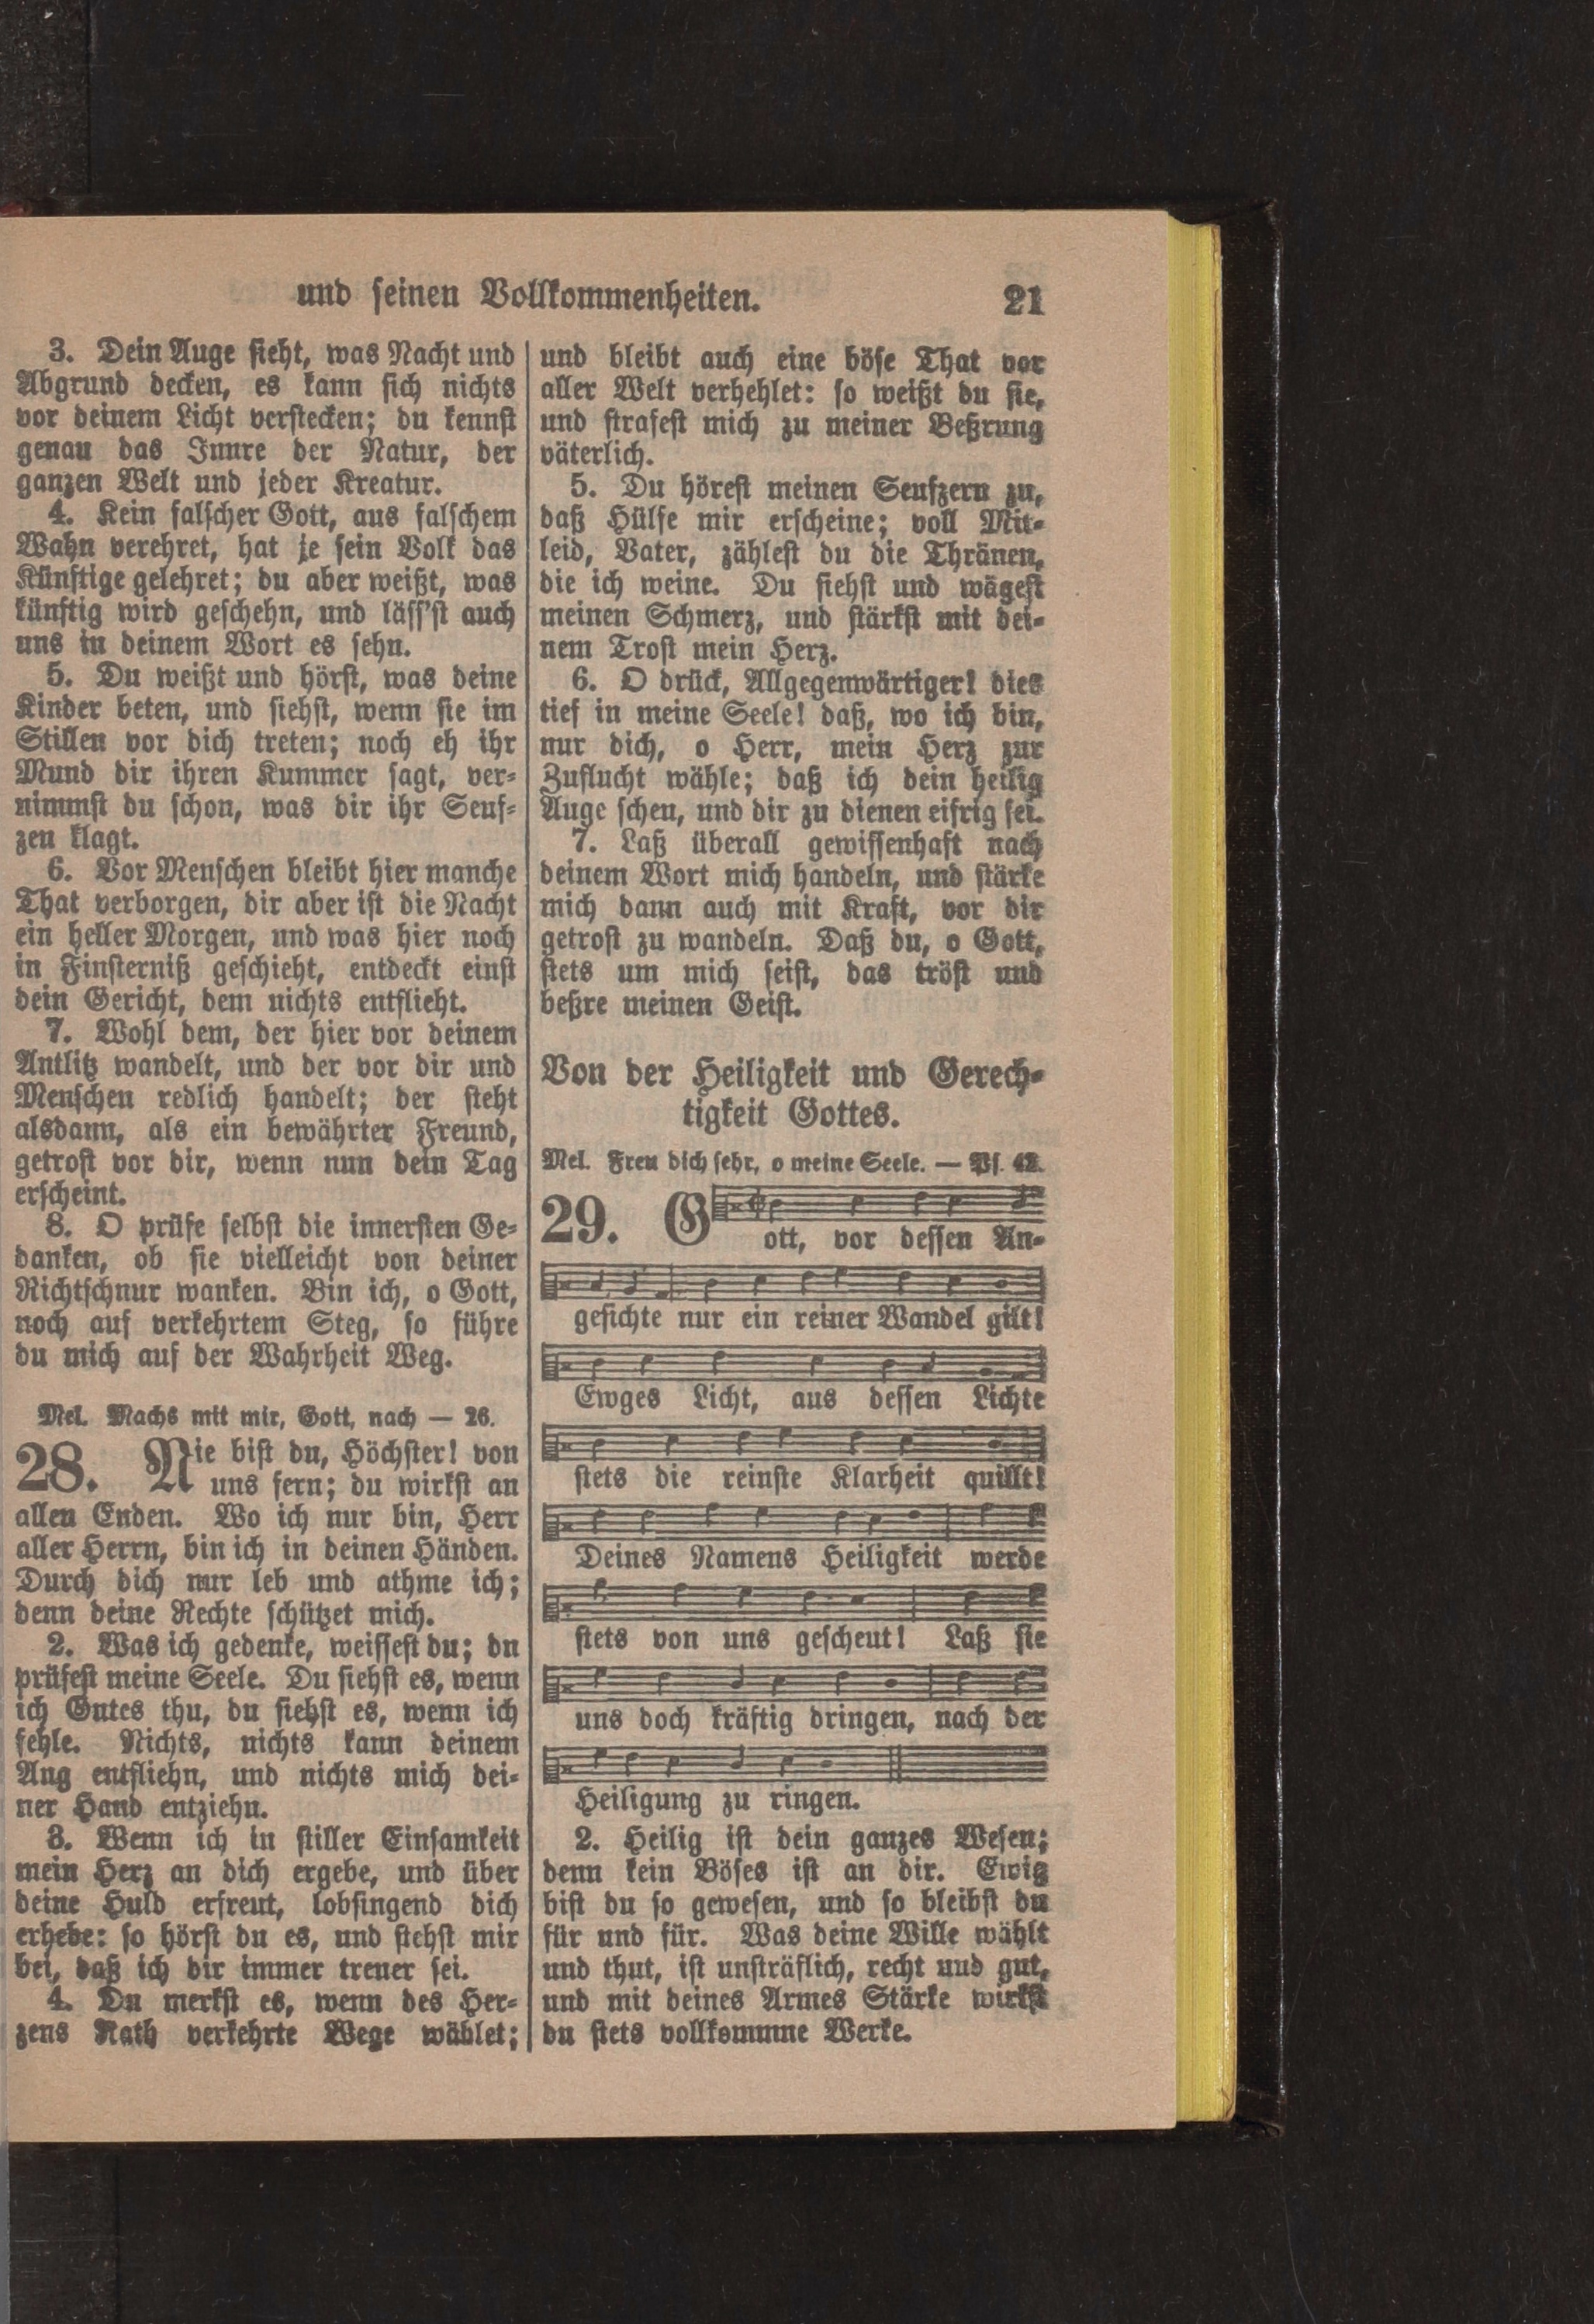 und seinen Vollkommenheiten.
21
3. Dein Auge sieht, was Nacht und
Abgrund decken, es kann sich nichts
vor deinem Licht verstecken; du kennst
genau das Innre der Natur, der
ganzen Welt und jeder Kreatur.
4. Kein falscher Gott, aus falschem
Wahn verehret, hat je sein Volk das
Künftige gelehret; du aber weißt, was
künftig wird geschehn, und läss'st auch
uns in deinem Wort es sehn.
5. Du weißt und hörst, was deine
Kinder beten, und siehst, wenn sie im
Stillen vor dich treten; noch eh ihr
Mund dir ihren Kummer sagt, ver-
nimmst du schon, was dir ihr Seuf-
zen klagt.
6. Vor Menschen bleibt hier manche
That verborgen, dir aber ist die Nacht
ein heller Morgen, und was hier noch
in Finsterniß geschieht, entdeckt einst
dein Gericht, dem nichts entflieht.
7. Wohl dem, der hier vor deinem
Antlitz wandelt, und der vor dir und
Menschen redlich handelt; der steht
alsdann, als ein bewährter Freund,
getrost vor dir, wenn nun dein Tag
erscheint.
8. O prüfe selbst die innersten Ge-
danken, ob sie vielleicht von deiner
Richtschnur wanken. Bin ich, o Gott,
noch auf verkehrtem Steg, so führe
du mich auf der Wahrheit Weg.
Mel. Machs mit mir, Gott, nach — 26.
28. Nie bist du, Höchster! von
uns fern; du wirkst an
allen Enden. Wo ich nur bin, Herr
aller Herrn, bin ich in deinen Händen.
Durch dich nur leb und athme ich;
denn deine Rechte schützet mich.
2. Was ich gedenke, weissest du; du
prüfest meine Seele. Du siehst es, wenn
ich Gutes thu, du siehst es, wenn ich
fehle. Nichts, nichts kann deinem
Aug entfliehn, und nichts mich dei-
ner Hand entziehn.
3. Wenn ich in stiller Einsamkeit
mein Herz an dich ergebe, und über
deine Huld erfreut, lobsingend dich
erhebe: so hörst du es, und stehst mir
bei, daß ich dir immer treuer sei.
4. Du merkst es, wenn des Her-
zens Rath verkehrte Wege wählet;
und bleibt auch eine böse That vor
aller Welt verhehlet: so weißt du sie,
und strafest mich zu meiner Beßrung
väterlich.
5. Du hörest meinen Seufzern zu,
daß Hülfe mir erscheine; voll Mit-
leid, Vater, zählest du die Thränen,
die ich weine. Du siehst und wägest
meinen Schmerz, und stärkst mit dei-
nem Trost mein Herz.
6. O drück, Allgegenwärtiger! dies
tief in meine Seele! daß, wo ich bin,
nur dich, o Herr, mein Herz zur
Zuflucht wähle; daß ich dein heilig
Auge scheu, und dir zu dienen eifrig sei.
7. Laß überall gewissenhaft nach
deinem Wort mich handeln, und stärke
mich dann auch mit Kraft, vor dir
getrost zu wandeln. Daß du, o Gott,
stets um mich seist, das tröst und
beßre meinen Geist.
Von der Heiligkeit und Gerech-
tigkeit Gottes.
Mel. Freu dich sehr, o meine Seele. — Ps. 42.
29. Gott, vor dessen An-
gesichte nur ein reiner Wandel gilt!
Ewges Licht, aus dessen Lichte
stets die reinste Klarheit quillt!
Deines Namens Heiligkeit werde
stets von uns gescheut! Laß sie
uns doch kräftig dringen, nach der
Heiligung zu ringen.
2. Heilig ist dein ganzes Wesen;
denn kein Böses ist an dir. Ewig
bist du so gewesen, und so bleibst du
für und für. Was deine Wille wählt
und thut, ist unsträflich, recht und gut,
und mit deines Armes Stärke wirkst
du stets vollkommne Werke.